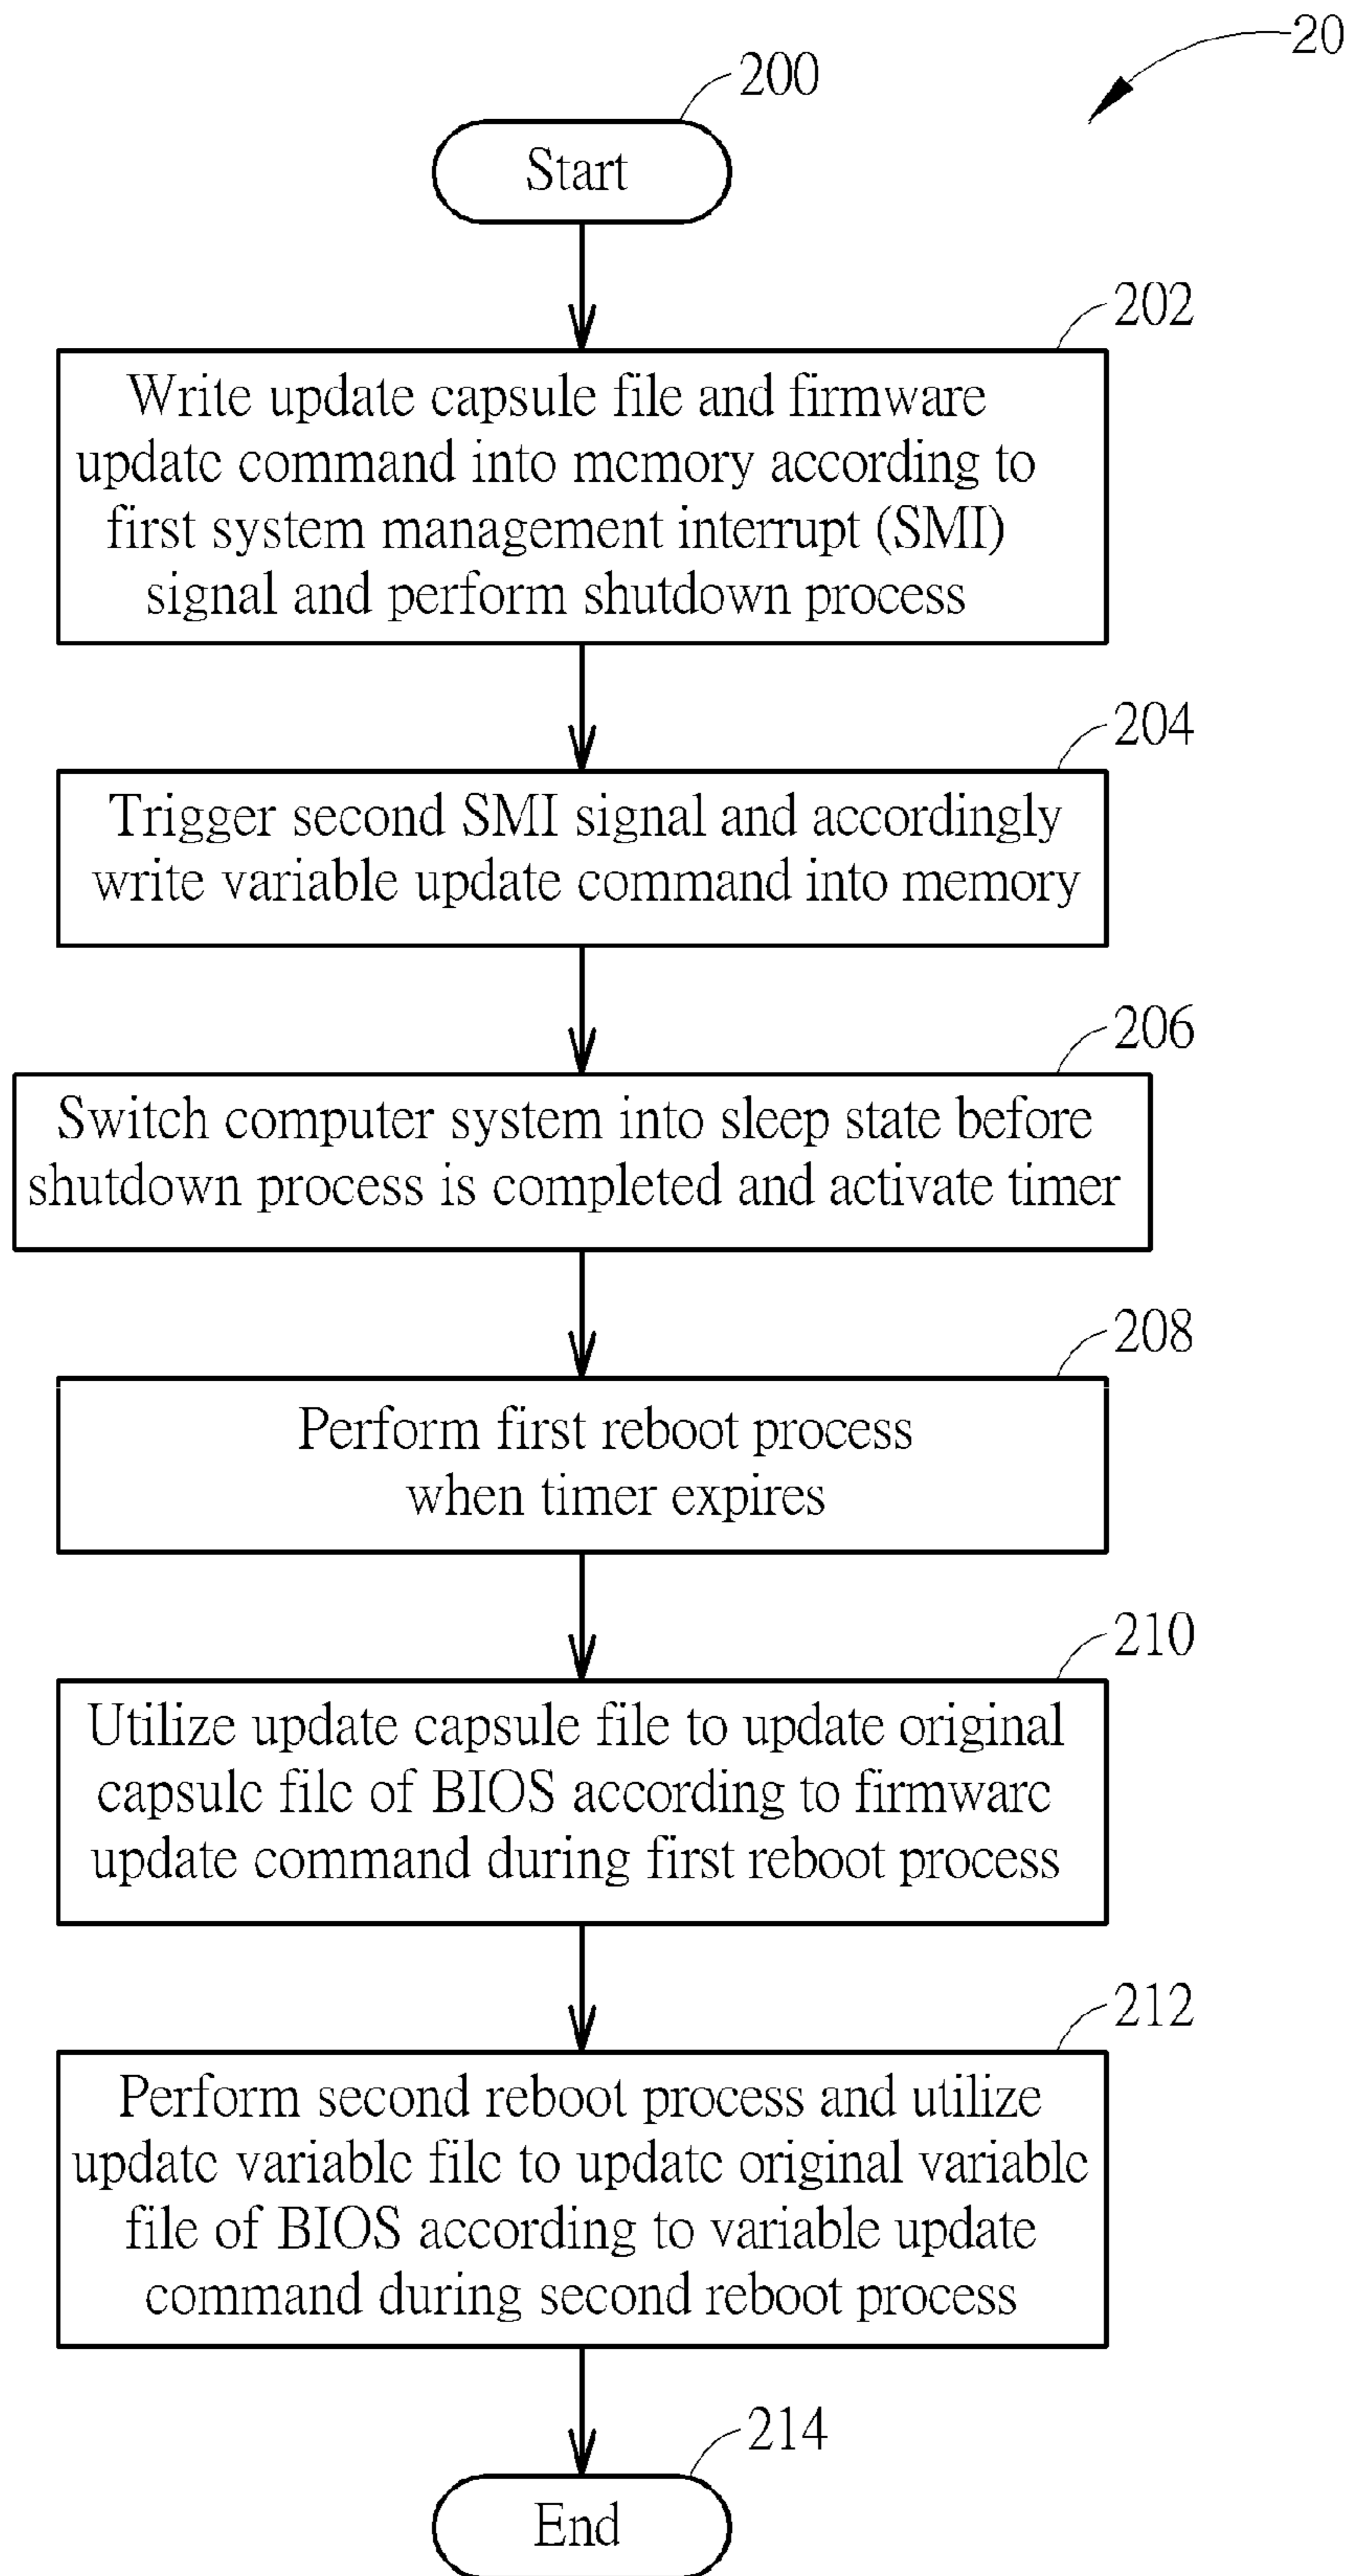 20
200
Start
202
Write update capsule file and firmware
update command into memory according to
first system management interrupt (SMI)
signal and perform shutdown process
204
Trigger second SMI signal and accordingly
write variable update command into memory
206
Switch computer system into sleep state before
shutdown process is completed and activate timer
208
Perform first reboot process
when timer expires
210
Utilize update capsule file to update original
capsule file of BIOS according to firmware
update command during first reboot process
212
Perform second reboot process and utilize
update variable file to update original variable
file of BIOS according to variable update
command during second reboot process
214
End